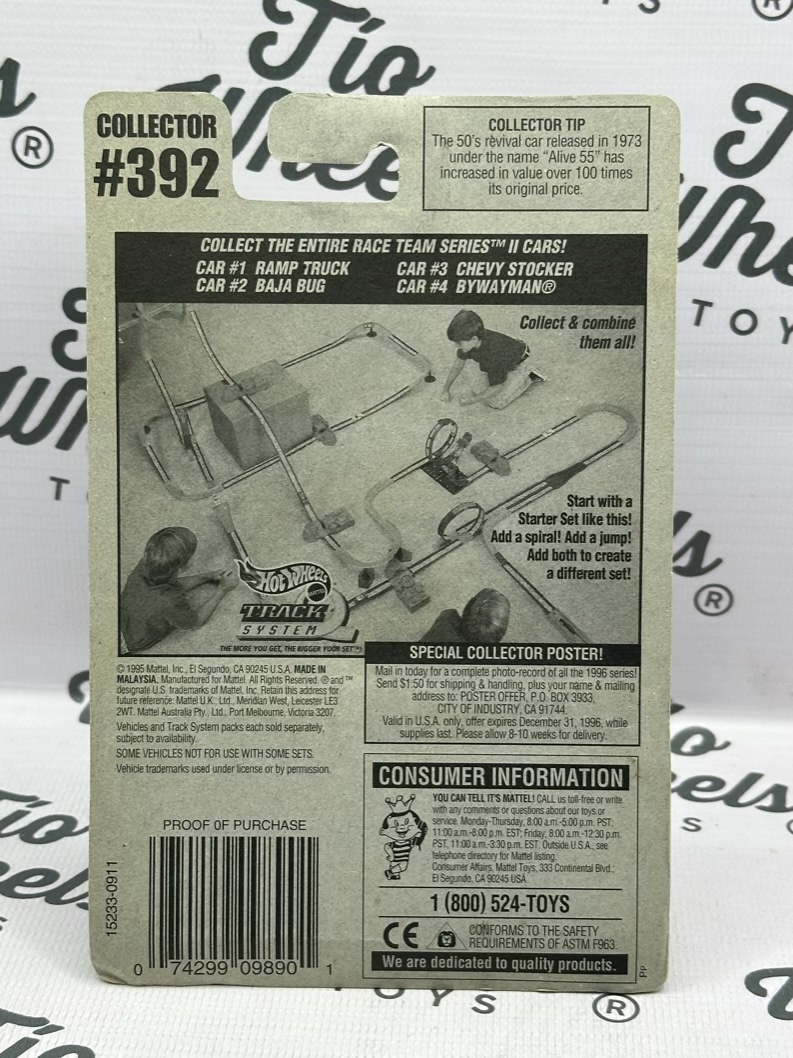 Tío
Wheels
TOYS
®
COLLECTOR
#392
COLLECTOR TIP
The 50's revival car released in 1973
under the name "Alive 55" has
increased in value over 100 times
its original price.
COLLECT THE ENTIRE RACE TEAM SERIES™ II CARS!
CAR #1 RAMP TRUCK
CAR #2 BAJA BUG
CAR #3 CHEVY STOCKER
CAR #4 BYWAYMAN®
Collect & combine
them all!
Start with a
Starter Set like this!
Add a spiral! Add a jump!
Add both to create
a different set!
HOT WHEELS
MATTEL
TRACK
SYSTEM
THE MORE YOU GET, THE BIGGER YOUR SET™!
© 1995 Mattel, Inc., El Segundo, CA 90245 U.S.A. MADE IN
MALAYSIA. Manufactured for Mattel. All Rights Reserved. ® and ™
designate U.S. trademarks of Mattel, Inc. Retain this address for
future reference: Mattel U.K., Ltd., Meridian West, Leicester LE3
2WT. Mattel Australia Pty., Ltd., Port Melbourne, Victoria 3207.
Vehicles and Track System packs each sold separately,
subject to availability.
SOME VEHICLES NOT FOR USE WITH SOME SETS.
Vehicle trademarks used under license or by permission.
SPECIAL COLLECTOR POSTER!
Mail in today for a complete photo-record of all the 1996 series!
Send $1.50 for shipping & handling, plus your name & mailing
address to: POSTER OFFER, P.O. BOX 3933,
CITY OF INDUSTRY, CA 91744.
Valid in U.S.A. only, offer expires December 31, 1996, while
supplies last. Please allow 8-10 weeks for delivery.
CONSUMER INFORMATION
YOU CAN TELL IT'S MATTEL! CALL us toll-free or write
with any comments or questions about our toys or
service. Monday-Thursday, 8:00 a.m.-5:00 p.m. PST;
11:00 a.m.-8:00 p.m. EST; Friday, 8:00 a.m.-12:30 p.m.
PST, 11:00 a.m.-3:30 p.m. EST. Outside U.S.A., see
telephone directory for Mattel listing.
Consumer Affairs, Mattel Toys, 333 Continental Blvd.,
El Segundo, CA 90245 USA
1 (800) 524-TOYS
CE
CONFORMS TO THE SAFETY
REQUIREMENTS OF ASTM F963.
We are dedicated to quality products.
PROOF OF PURCHASE
15233-0911
0 74299 09890 1